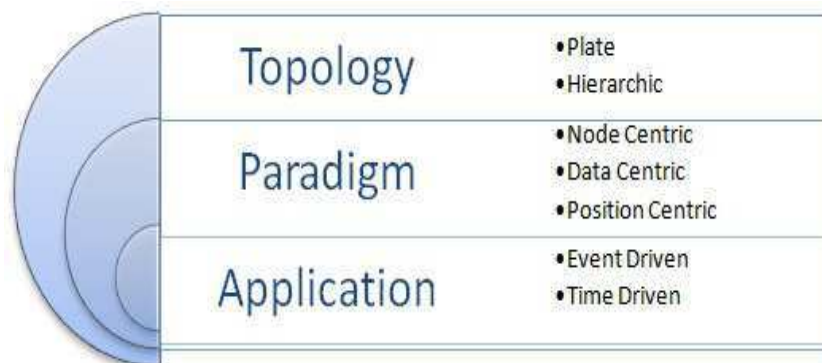 Topology
•Plate
•Hierarchic
Paradigm
•Node Centric
•Data Centric
•Position Centric
Application
•Event Driven
•Time Driven